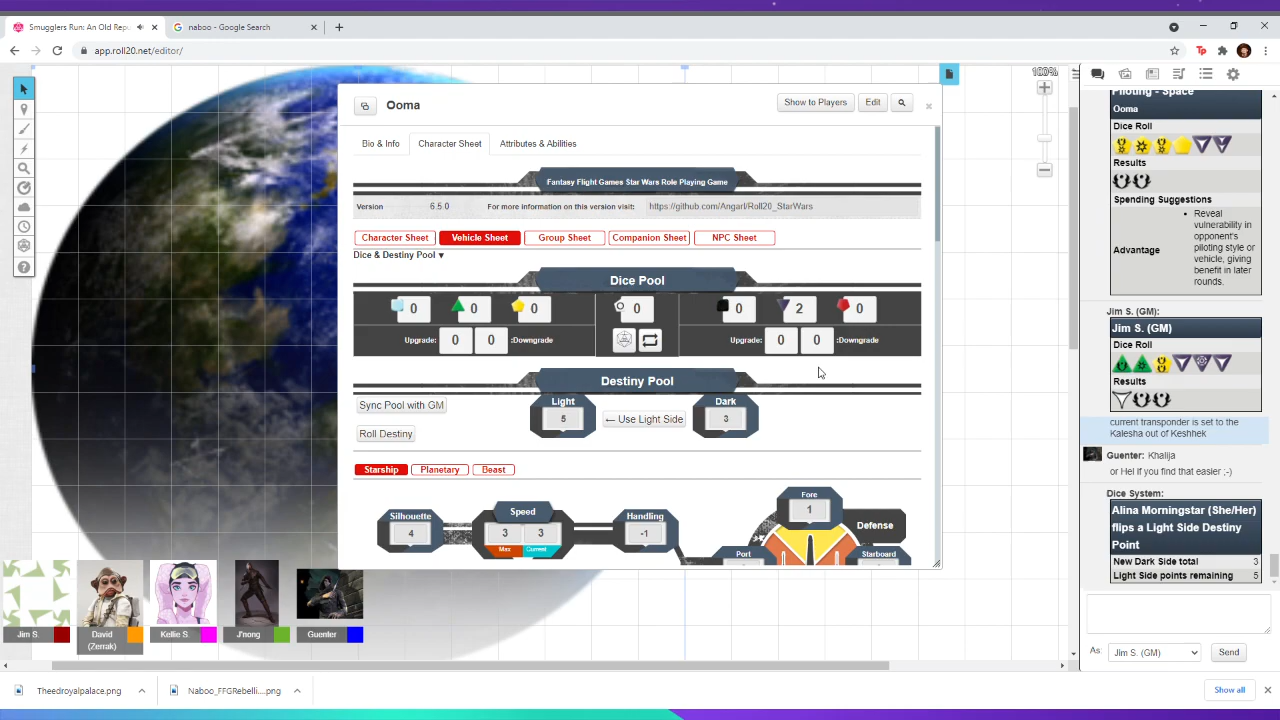 Smugglers Run: An Old Repu
naboo - Google Search
app.roll20.net/editor/
Ooma
Show to Players
Edit
Bio & Info
Character Sheet
Attributes & Abilities
Fantasy Flight Games Star Wars Role Playing Game
Version
6.5.0
For more information on this version visit:
https://github.com/Angarl/Roll20_StarWars
Character Sheet
Vehicle Sheet
Group Sheet
Companion Sheet
NPC Sheet
Dice & Destiny Pool ▾
Dice Pool
0
0
0
0
0
2
0
Upgrade:
0
0
:Downgrade
Upgrade:
0
0
:Downgrade
Destiny Pool
Sync Pool with GM
Roll Destiny
Light
5
← Use Light Side
Dark
3
Starship
Planetary
Beast
Silhouette
4
Speed
3
3
Max
Current
Handling
-1
Fore
1
Defense
Port
Starboard
100%
Piloting - Space
Ooma
Dice Roll
Results
Spending Suggestions
Advantage
• Reveal
vulnerability in
opponent's
piloting style or
vehicle, giving
benefit in later
rounds.
Jim S. (GM)
Jim S. (GM)
Dice Roll
Results
current transponder is set to the
Kalesha out of Keshhek
Guenter: Khalija
or Hel if you find that easier ;-)
Dice System:
Alina Morningstar (She/Her)
flips a Light Side Destiny
Point
New Dark Side total 3
Light Side points remaining 5
As:
Jim S. (GM)
Send
Jim S.
David
(Zerrak)
Kellie S.
J'nong
Guenter
Theedroyalpalace.png
Naboo_FFGRebelli....png
Show all